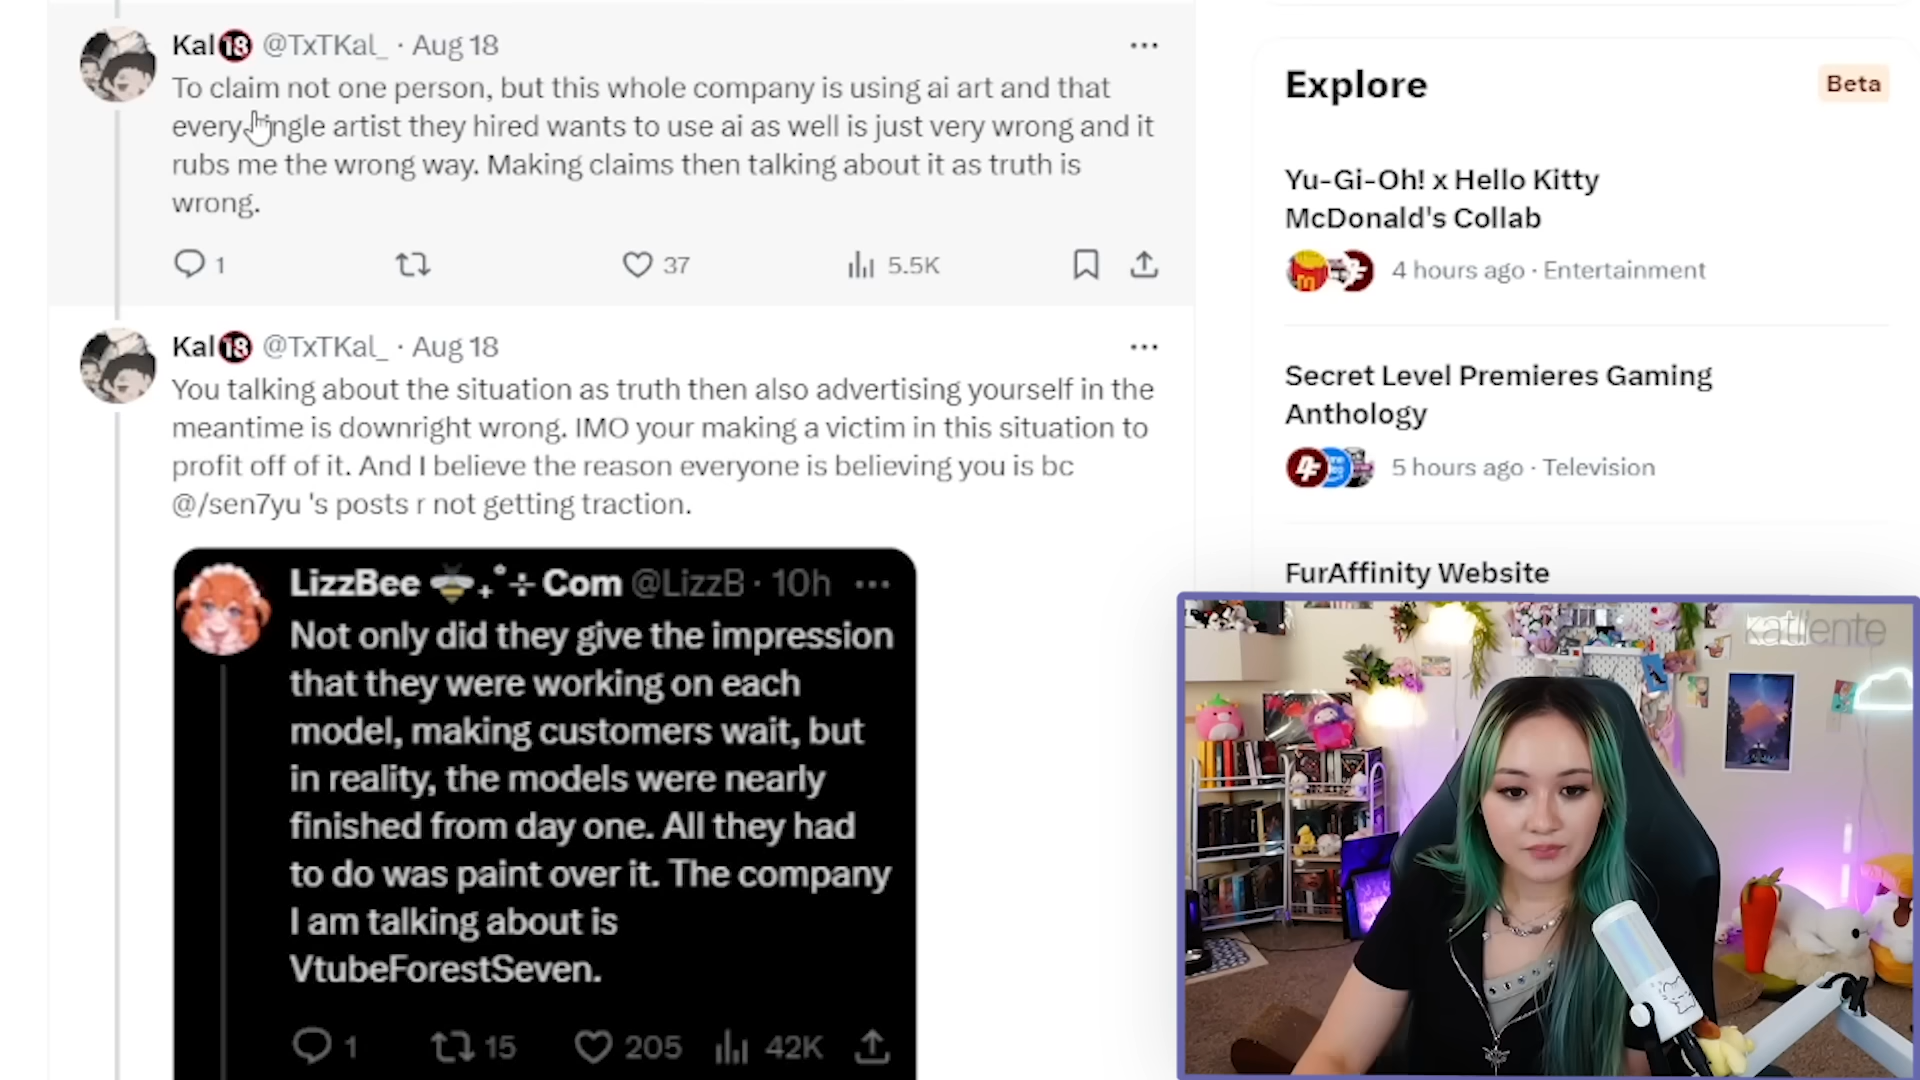 Kal🔞 @TxTKal_ · Aug 18
To claim not one person, but this whole company is using ai art and that
every single artist they hired wants to use ai as well is just very wrong and it
rubs me the wrong way. Making claims then talking about it as truth is
wrong.
1 37 5.5K
Kal🔞 @TxTKal_ · Aug 18
You talking about the situation as truth then also advertising yourself in the
meantime is downright wrong. IMO your making a victim in this situation to
profit off of it. And I believe the reason everyone is believing you is bc
@/sen7yu 's posts r not getting traction.
LizzBee 🐝₊˚⊹ Com @LizzB · 10h
Not only did they give the impression
that they were working on each
model, making customers wait, but
in reality, the models were nearly
finished from day one. All they had
to do was paint over it. The company
I am talking about is
VtubeForestSeven.
1 15 205 42K
Explore
Beta
Yu-Gi-Oh! x Hello Kitty
McDonald's Collab
4 hours ago · Entertainment
Secret Level Premieres Gaming
Anthology
5 hours ago · Television
FurAffinity Website
katliente